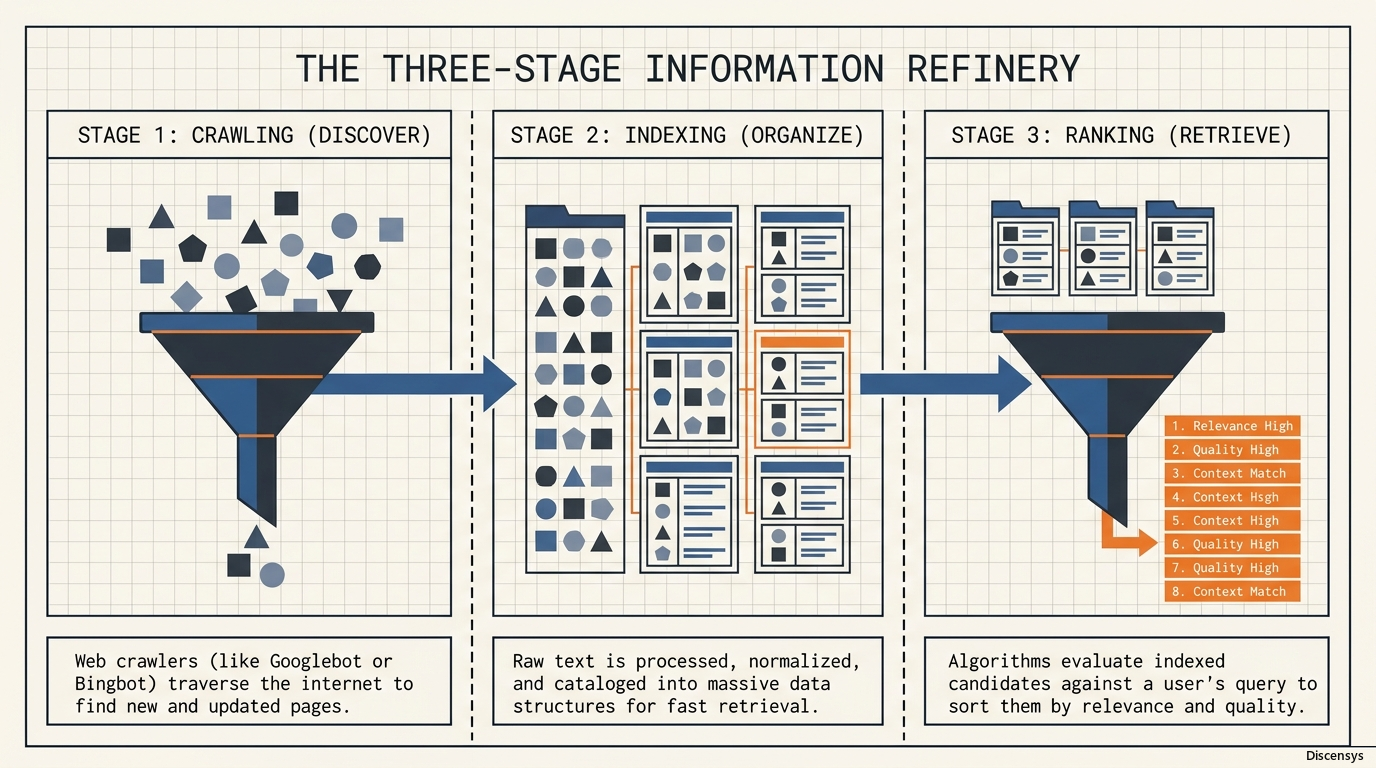 THE THREE-STAGE INFORMATION REFINERY
STAGE 1: CRAWLING (DISCOVER)
STAGE 2: INDEXING (ORGANIZE)
STAGE 3: RANKING (RETRIEVE)
1. Relevance High
2. Quality High
3. Context Match
4. Context Hsgh
5. Context High
6. Quality High
7. Quality High
8. Context Match
Web crawlers (like Googlebot or
Bingbot) traverse the internet to
find new and updated pages.
Raw text is processed, normalized,
and cataloged into massive data
structures for fast retrieval.
Algorithms evaluate indexed
candidates against a user's query to
sort them by relevance and quality.
Discensys